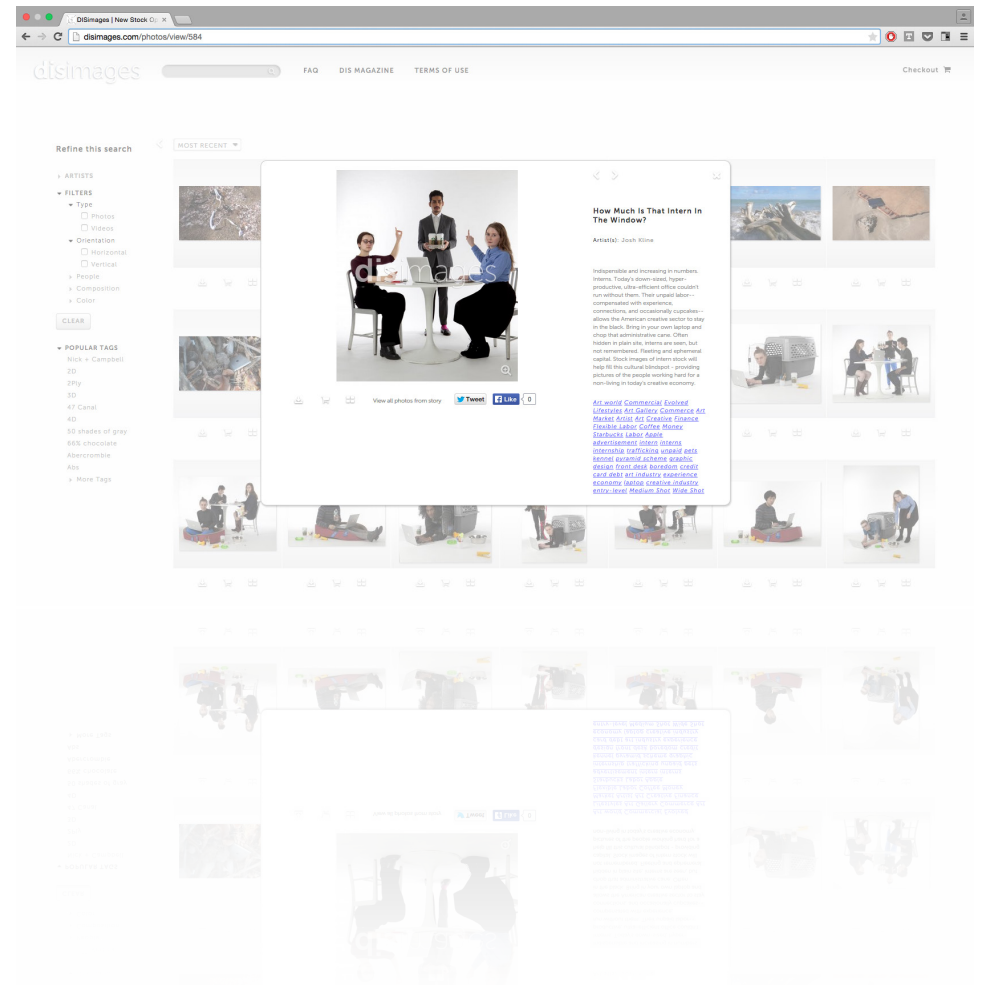 DISimages | New Stock Op
disimages.com/photos/view/584
disimages
FAQ
DIS MAGAZINE
TERMS OF USE
Checkout
Refine this search
MOST RECENT
ARTISTS
FILTERS
Type
Photos
Videos
Orientation
Horizontal
Vertical
People
Composition
Color
CLEAR
POPULAR TAGS
Nick + Campbell
2D
2Ply
3D
47 Canal
4D
50 shades of gray
66% chocolate
Abercrombie
Abs
More Tags
disimages
View all photos from story
Tweet
Like
0
How Much Is That Intern In
The Window?
Artist(s): Josh Kline
Indispensible and increasing in numbers.
Interns. Today's down-sized, hyper-
productive, ultra-efficient office couldn't
run without them. Their unpaid labor--
compensated with experience,
connections, and occasionally cupcakes--
allows the American creative sector to stay
in the black. Bring in your own laptop and
chop that administrative cane. Often
hidden in plain site, interns are seen, but
not remembered. Fleeting and ephemeral
capital. Stock images of intern stock will
help fill this cultural blindspot - providing
pictures of the people working hard for a
non-living in today's creative economy.
Art world Commercial Evolved
Lifestyles Art Gallery Commerce Art
Market Artist Art Creative Finance
Flexible Labor Coffee Money
Starbucks Labor Apple
advertisement intern interns
internship trafficking unpaid pets
kennel pyramid scheme graphic
design front desk boredom credit
card debt art industry experience
economy laptop creative industry
entry-level Medium Shot Wide Shot